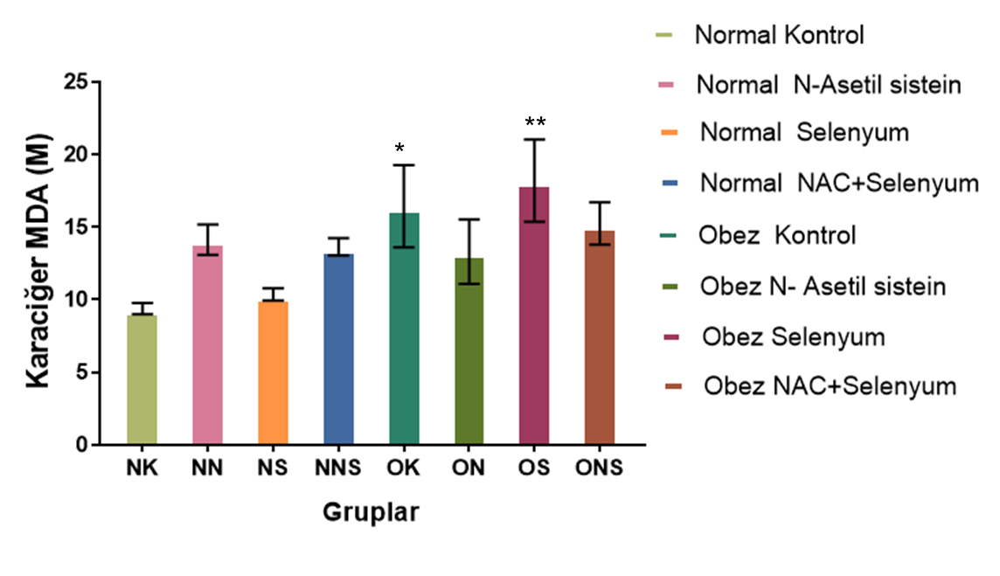 Normal Kontrol
Normal N-Asetil sistein
Normal Selenyum
Normal NAC+Selenyum
Obez Kontrol
Obez N- Asetil sistein
Obez Selenyum
Obez NAC+Selenyum
Karaciğer MDA (M)
25
20
15
10
5
0
*
**
NK NN NS NNS OK ON OS ONS
Gruplar